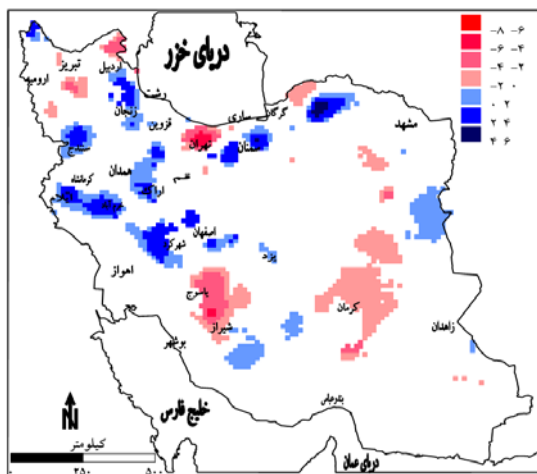 دریای خزر
-۸ -۶
-۶ -۴
-۴ -۲
-۲ ۰
۰ ۲
۲ ۴
۴ ۶
تبریز
اردبیل
ارومیه
رشت
زنجان
قزوین
ساری
گرگان
مشهد
تهران
سمنان
سنندج
همدان
قم
کرمانشاه
اراک
ایلام
اصفهان
شهرکرد
یزد
اهواز
یاسوج
کرمان
شیراز
زاهدان
بوشهر
بندرعباس
خلیج فارس
دریای عمان
N
کیلومتر
۰ ۲۵۰ ۵۰۰